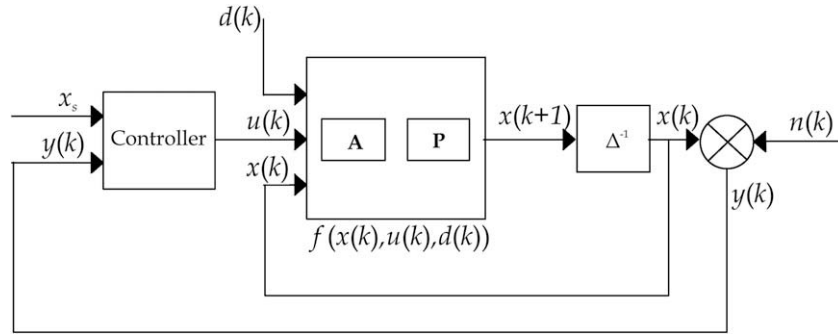 d(k)
x_s
Controller
u(k)
A
P
x(k+1)
Δ⁻¹
x(k)
n(k)
y(k)
x(k)
y(k)
f(x(k),u(k),d(k))